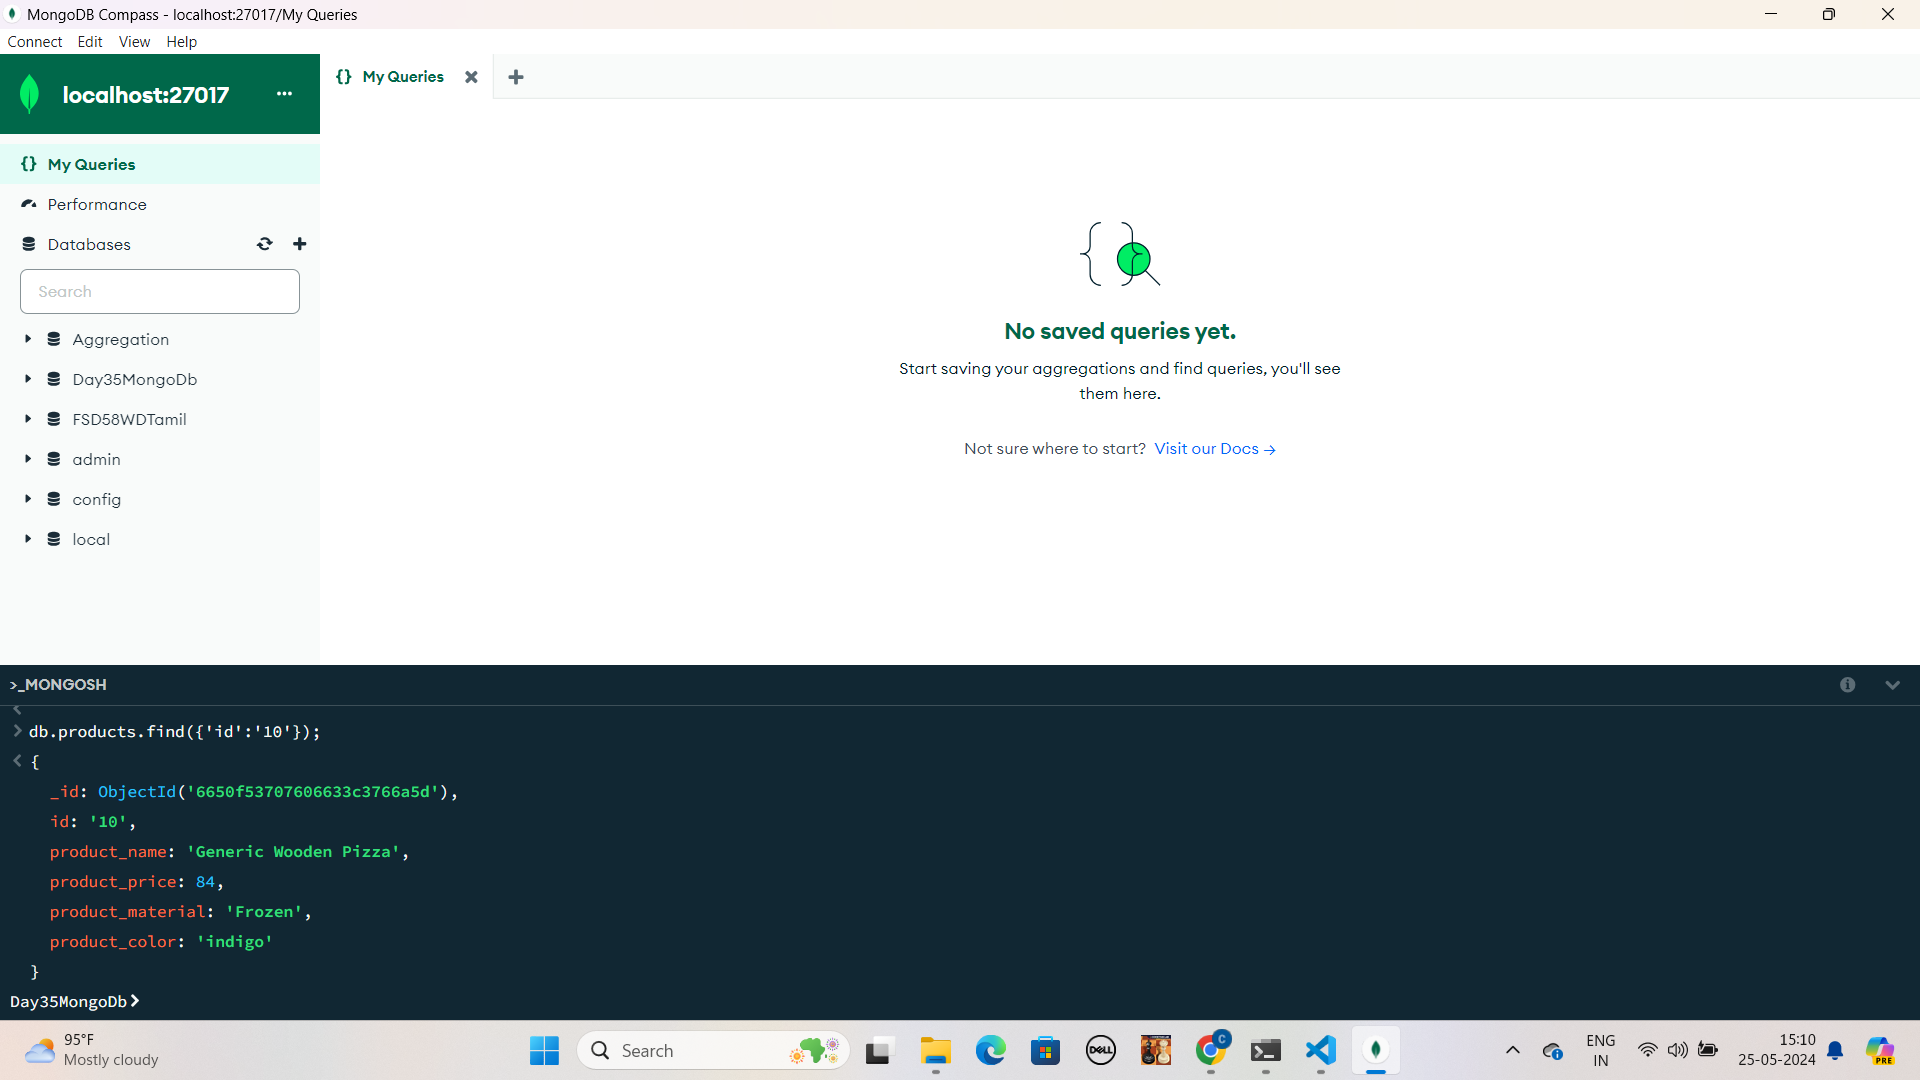 MongoDB Compass - localhost:27017/My Queries
Connect Edit View Help
localhost:27017 ...
{} My Queries
My Queries
Performance
Databases
Search
Aggregation
Day35MongoDb
FSD58WDTamil
admin
config
local
No saved queries yet.
Start saving your aggregations and find queries, you'll see
them here.
Not sure where to start? Visit our Docs →
>_MONGOSH
db.products.find({'id':'10'});
{
_id: ObjectId('6650f53707606633c3766a5d'),
id: '10',
product_name: 'Generic Wooden Pizza',
product_price: 84,
product_material: 'Frozen',
product_color: 'indigo'
}
Day35MongoDb>
95°F
Mostly cloudy
Search
DELL
C
ENG
IN
15:10
25-05-2024
PRE